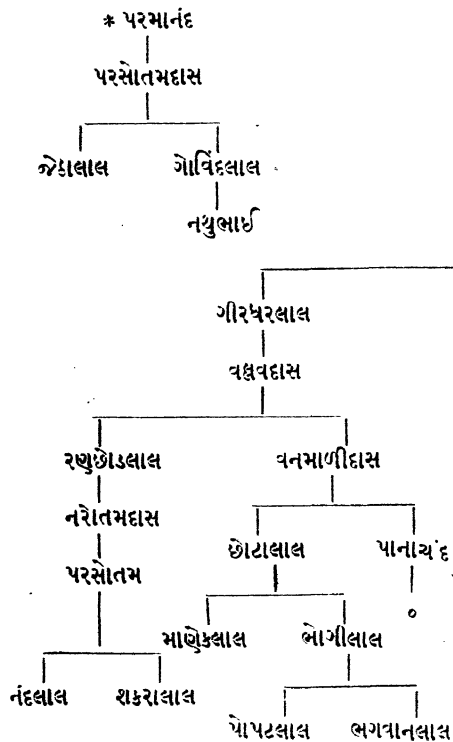 * પરમાનંદ
પરસોતમદાસ
જેઠાલાલ ગોવિંદલાલ
નથુભાઈ
ગીરધરલાલ
વલ્લવદાસ
રણછોડલાલ વનમાળીદાસ
નરોતમદાસ
છોટાલાલ પાનાચંદ
પરસોતમ
૦
માણેકલાલ ભોગીલાલ
નંદલાલ શકરાલાલ
પોપટલાલ ભગવાનલાલ